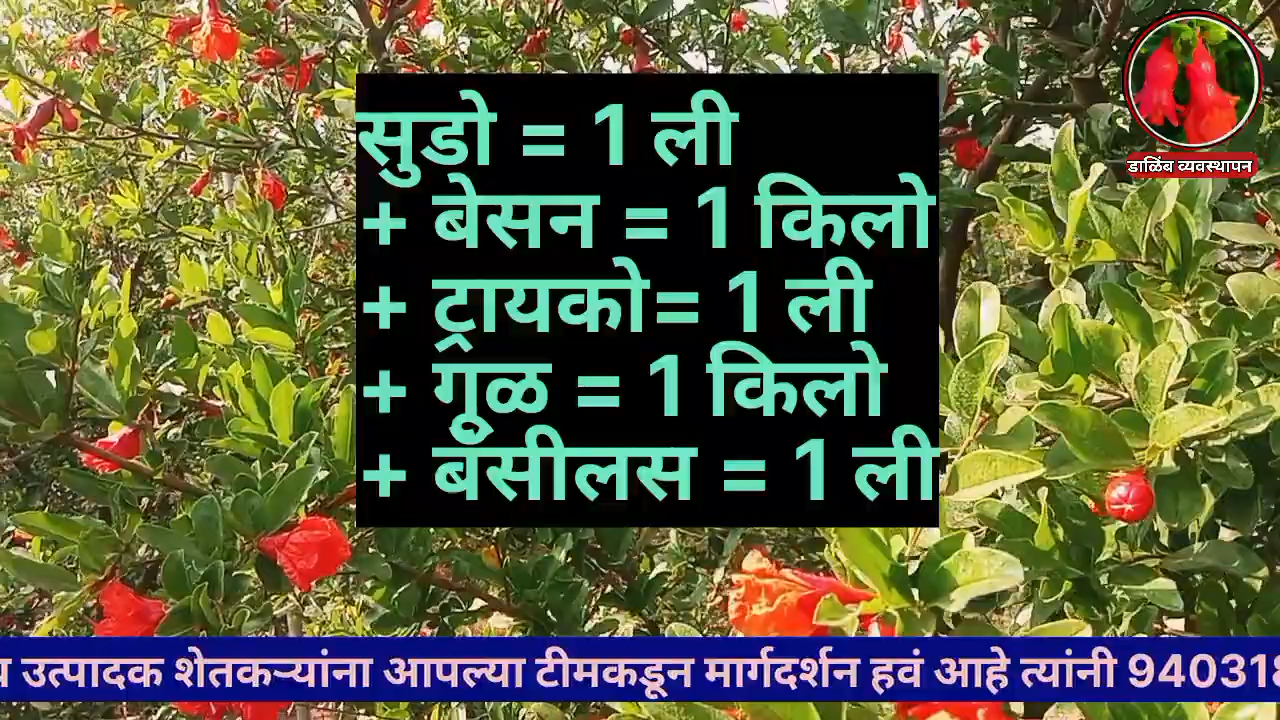 सुडो = 1 ली
+ बेसन = 1 किलो
+ ट्रायको= 1 ली
+ गूळ = 1 किलो
+ बॅसीलस = 1 ली
डाळिंब व्यवस्थापन
उत्पादक शेतकऱ्यांना आपल्या टीमकडून मार्गदर्शन हवं आहे त्यांनी 94031